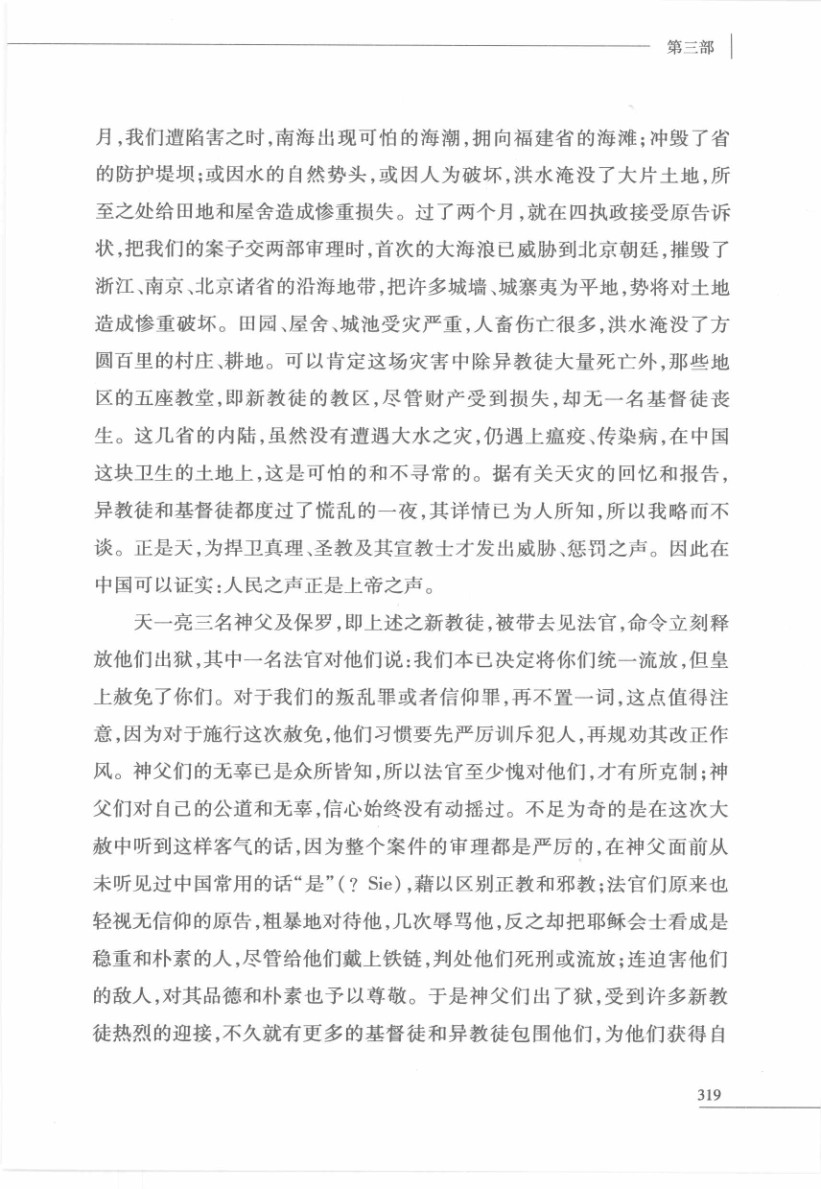 第三部
月,我们遭陷害之时,南海出现可怕的海潮,拥向福建省的海滩;冲毁了省
的防护堤坝;或因水的自然势头,或因人为破坏,洪水淹没了大片土地,所
至之处给田地和屋舍造成惨重损失。过了两个月,就在四执政接受原告诉
状,把我们的案子交两部审理时,首次的大海浪已威胁到北京朝廷,摧毁了
浙江、南京、北京诸省的沿海地带,把许多城墙、城寨夷为平地,势将对土地
造成惨重破坏。田园、屋舍、城池受灾严重,人畜伤亡很多,洪水淹没了方
圆百里的村庄、耕地。可以肯定这场灾害中除异教徒大量死亡外,那些地
区的五座教堂,即新教徒的教区,尽管财产受到损失,却无一名基督徒丧
生。这几省的内陆,虽然没有遭遇大水之灾,仍遇上瘟疫、传染病,在中国
这块卫生的土地上,这是可怕的和不寻常的。据有关天灾的回忆和报告,
异教徒和基督徒都度过了慌乱的一夜,其详情已为人所知,所以我略而不
谈。正是天,为捍卫真理、圣教及其宣教士才发出威胁、惩罚之声。因此在
中国可以证实:人民之声正是上帝之声。
天一亮三名神父及保罗,即上述之新教徒,被带去见法官,命令立刻释
放他们出狱,其中一名法官对他们说:我们本已决定将你们统一流放,但皇
上赦免了你们。对于我们的叛乱罪或者信仰罪,再不置一词,这点值得注
意,因为对于施行这次赦免,他们习惯要先严厉训斥犯人,再规劝其改正作
风。神父们的无辜已是众所皆知,所以法官至少愧对他们,才有所克制;神
父们对自己的公道和无辜,信心始终没有动摇过。不足为奇的是在这次大
赦中听到这样客气的话,因为整个案件的审理都是严厉的,在神父面前从
未听见过中国常用的话“是”(? Sie),藉以区别正教和邪教;法官们原来也
轻视无信仰的原告,粗暴地对待他,几次辱骂他,反之却把耶稣会士看成是
稳重和朴素的人,尽管给他们戴上铁链,判处他们死刑或流放;连迫害他们
的敌人,对其品德和朴素也予以尊敬。于是神父们出了狱,受到许多新教
徒热烈的迎接,不久就有更多的基督徒和异教徒包围他们,为他们获得自
319